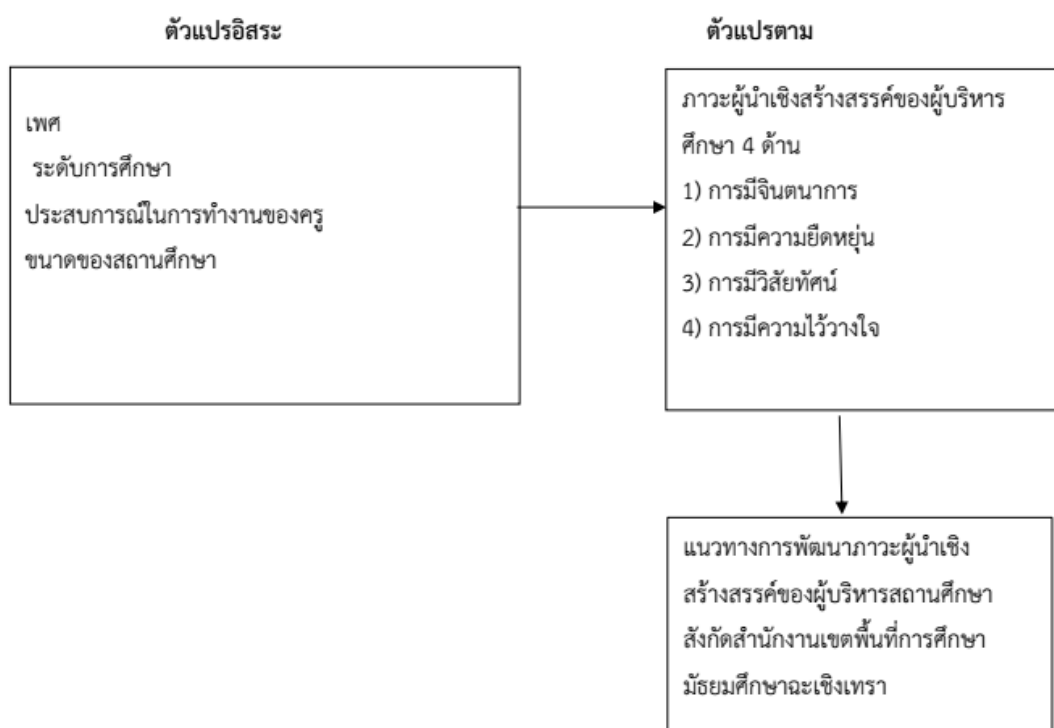 ตัวแปรอิสระ
ตัวแปรตาม
เพศ
ระดับการศึกษา
ประสบการณ์ในการทำงานของครู
ขนาดของสถานศึกษา
ภาวะผู้นำเชิงสร้างสรรค์ของผู้บริหาร
ศึกษา 4 ด้าน
1) การมีจินตนาการ
2) การมีความยืดหยุ่น
3) การมีวิสัยทัศน์
4) การมีความไว้วางใจ
แนวทางการพัฒนาภาวะผู้นำเชิง
สร้างสรรค์ของผู้บริหารสถานศึกษา
สังกัดสำนักงานเขตพื้นที่การศึกษา
มัธยมศึกษาฉะเชิงเทรา